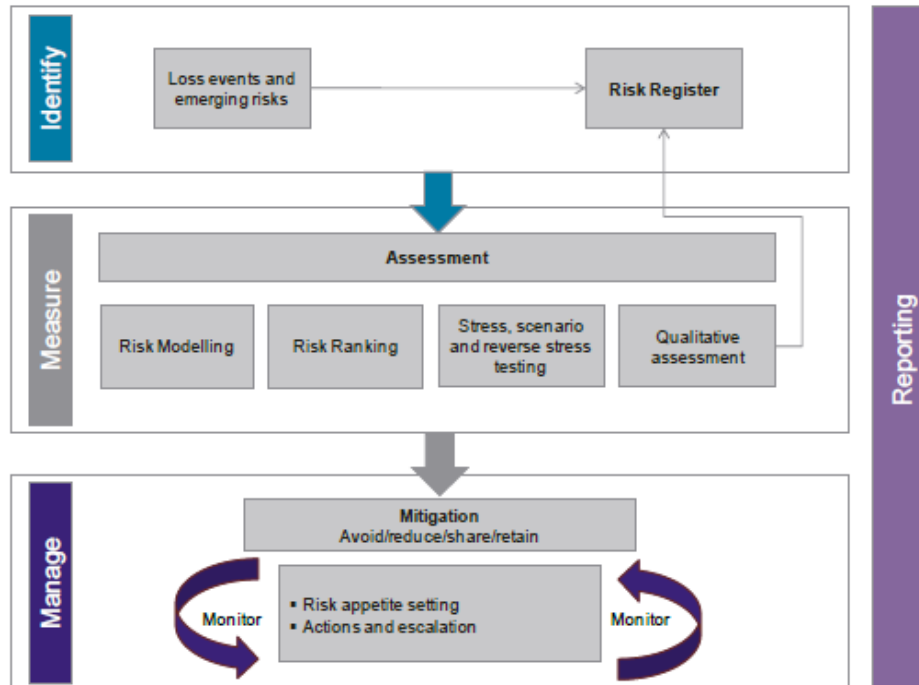 Identify
Loss events and
emerging risks
Risk Register
Measure
Assessment
Risk Modelling
Risk Ranking
Stress, scenario
and reverse stress
testing
Qualitative
assessment
Reporting
Manage
Mitigation
Avoid/reduce/share/retain
Monitor
▪ Risk appetite setting
▪ Actions and escalation
Monitor